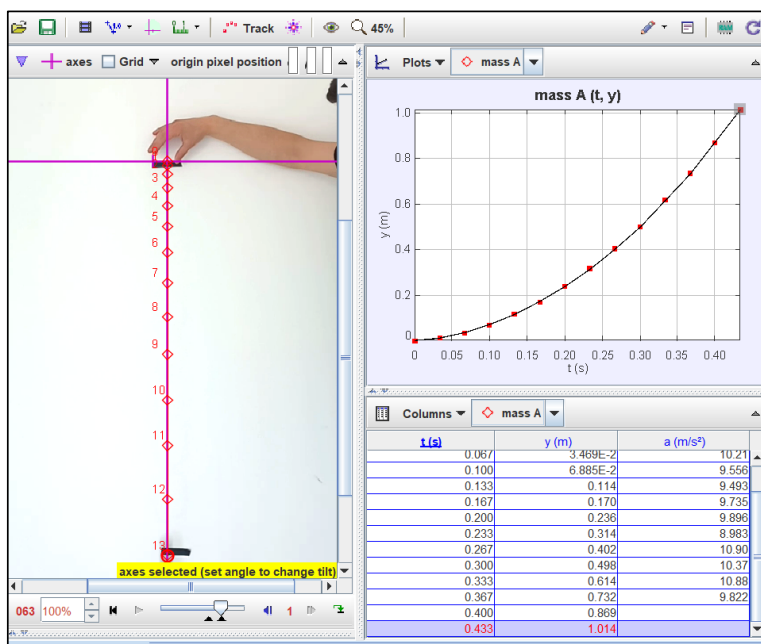 Track
45%
axes
Grid
origin pixel position
3
4
5
6
7
8
9
10
11
12
13
axes selected (set angle to change tilt)
063
100%
1
Plots
mass A
mass A (t, y)
1.0
0.8
0.6
0.4
0.2
0
y (m)
0 0.05 0.10 0.15 0.20 0.25 0.30 0.35 0.40
t (s)
Columns
mass A
t (s) y (m) a (m/s²)
0.067 3.469E-2 10.21
0.100 6.885E-2 9.556
0.133 0.114 9.493
0.167 0.170 9.735
0.200 0.236 9.896
0.233 0.314 8.983
0.267 0.402 10.90
0.300 0.498 10.37
0.333 0.614 10.88
0.367 0.732 9.822
0.400 0.869
0.433 1.014